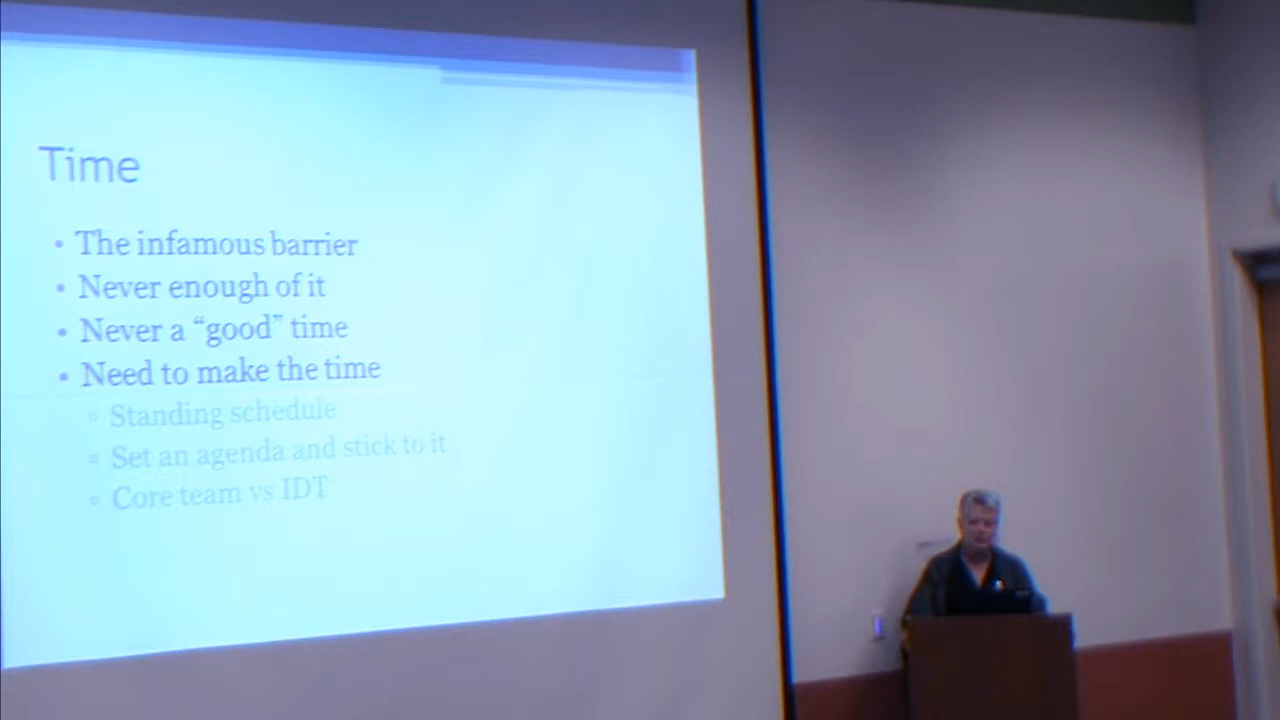 Time
• The infamous barrier
• Never enough of it
• Never a “good” time
• Need to make the time
▫ Standing schedule
▫ Set an agenda and stick to it
▫ Core team vs IDT